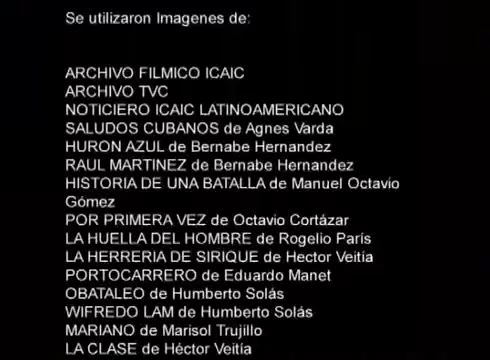 Se utilizaron Imagenes de:
ARCHIVO FILMICO ICAIC
ARCHIVO TVC
NOTICIERO ICAIC LATINOAMERICANO
SALUDOS CUBANOS de Agnes Varda
HURON AZUL de Bernabe Hernandez
RAUL MARTINEZ de Bernabe Hernandez
HISTORIA DE UNA BATALLA de Manuel Octavio
Gómez
POR PRIMERA VEZ de Octavio Cortázar
LA HUELLA DEL HOMBRE de Rogelio París
LA HERRERIA DE SIRIQUE de Hector Veitía
PORTOCARRERO de Eduardo Manet
OBATALEO de Humberto Solás
WIFREDO LAM de Humberto Solás
MARIANO de Marisol Trujillo
LA CLASE de Héctor Veitía